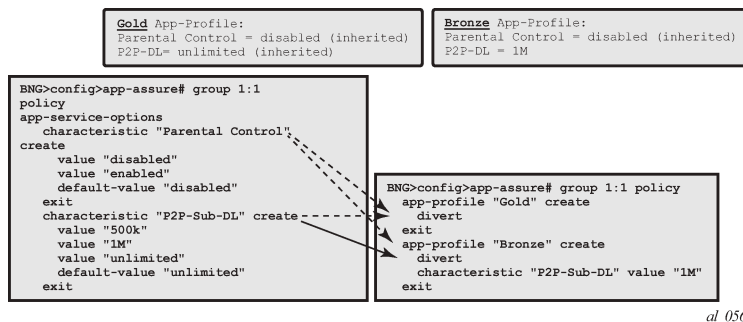 Gold App-Profile:
Parental Control = disabled (inherited)
P2P-DL= unlimited (inherited)
Bronze App-Profile:
Parental Control = disabled (inherited)
P2P-DL = 1M
BNG>config>app-assure# group 1:1
policy
app-service-options
characteristic "Parental Control"
create
value "disabled"
value "enabled"
default-value "disabled"
exit
characteristic "P2P-Sub-DL" create
value "500k"
value "1M"
value "unlimited"
default-value "unlimited"
exit
BNG>config>app-assure# group 1:1 policy
app-profile "Gold" create
divert
exit
app-profile "Bronze" create
divert
characteristic "P2P-Sub-DL" value "1M"
exit